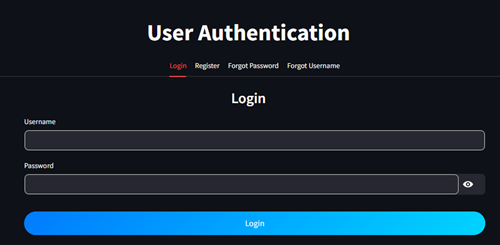 User Authentication
Login Register Forgot Password Forgot Username
Login
Username
Password
Login